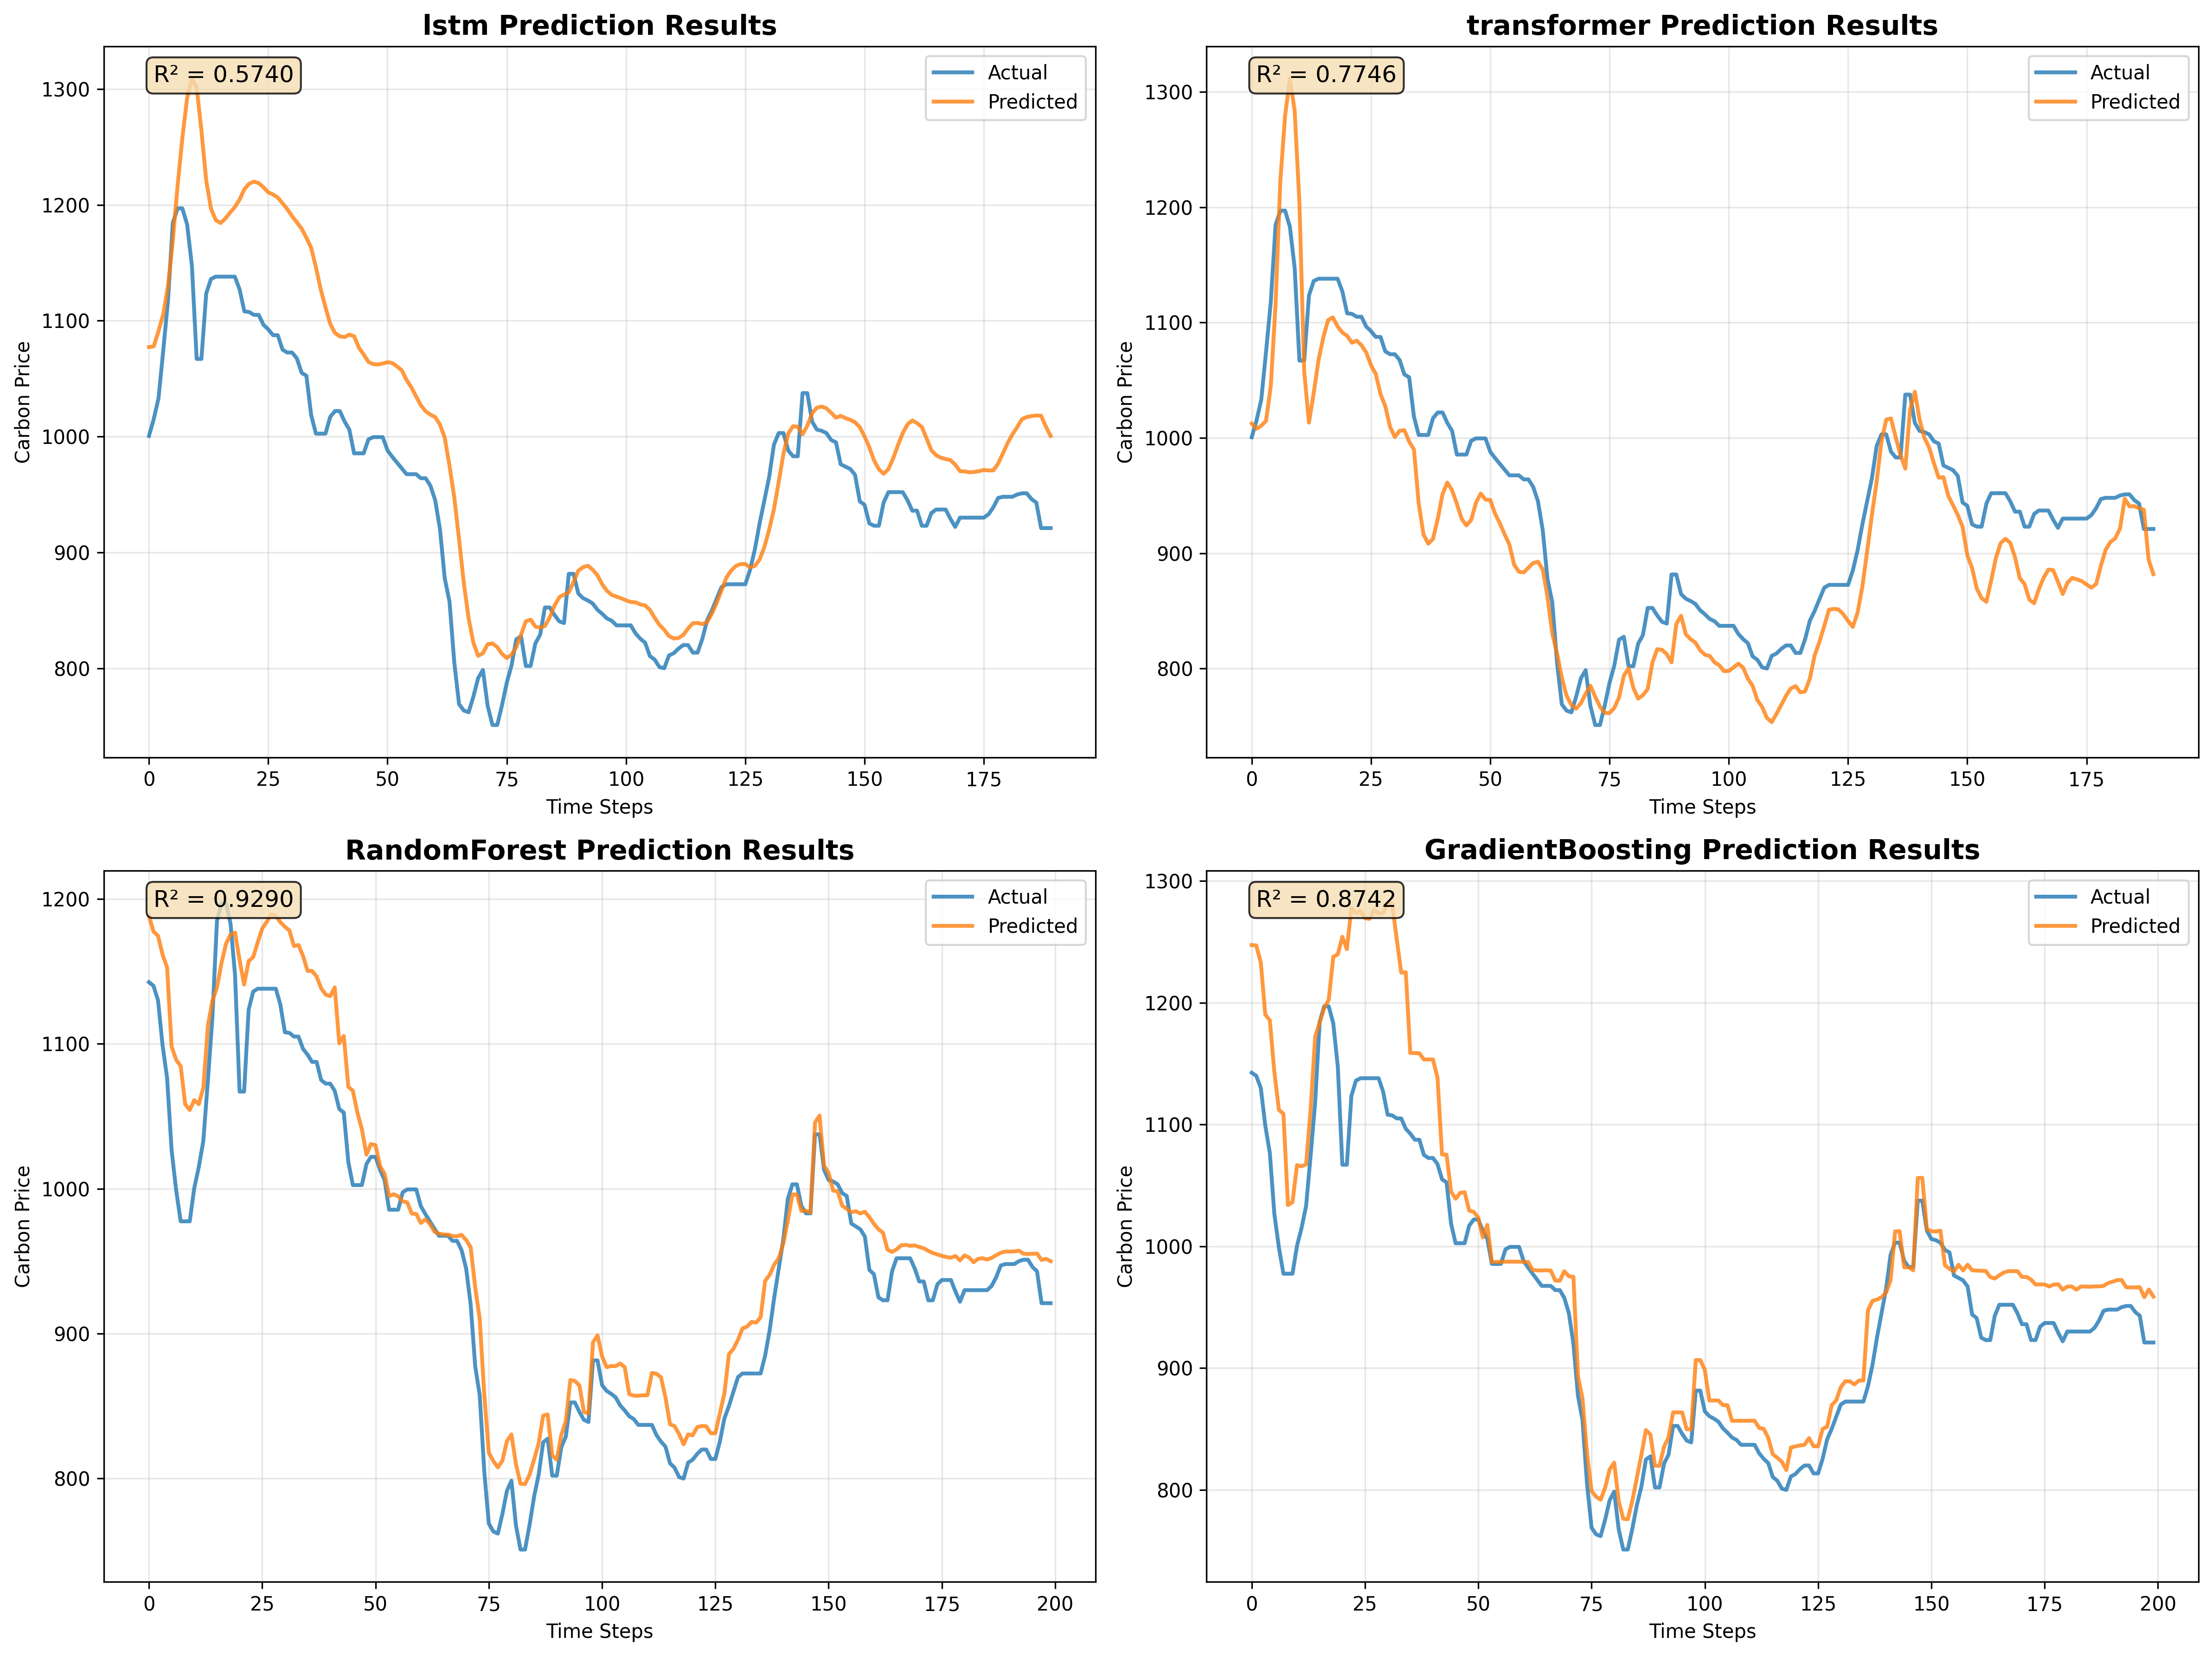 lstm Prediction Results
R² = 0.5740
Actual
Predicted
1300
1200
1100
1000
900
800
Carbon Price
0 25 50 75 100 125 150 175
Time Steps
transformer Prediction Results
R² = 0.7746
Actual
Predicted
1300
1200
1100
1000
900
800
Carbon Price
0 25 50 75 100 125 150 175
Time Steps
RandomForest Prediction Results
R² = 0.9290
Actual
Predicted
1200
1100
1000
900
800
Carbon Price
0 25 50 75 100 125 150 175 200
Time Steps
GradientBoosting Prediction Results
R² = 0.8742
Actual
Predicted
1300
1200
1100
1000
900
800
Carbon Price
0 25 50 75 100 125 150 175 200
Time Steps